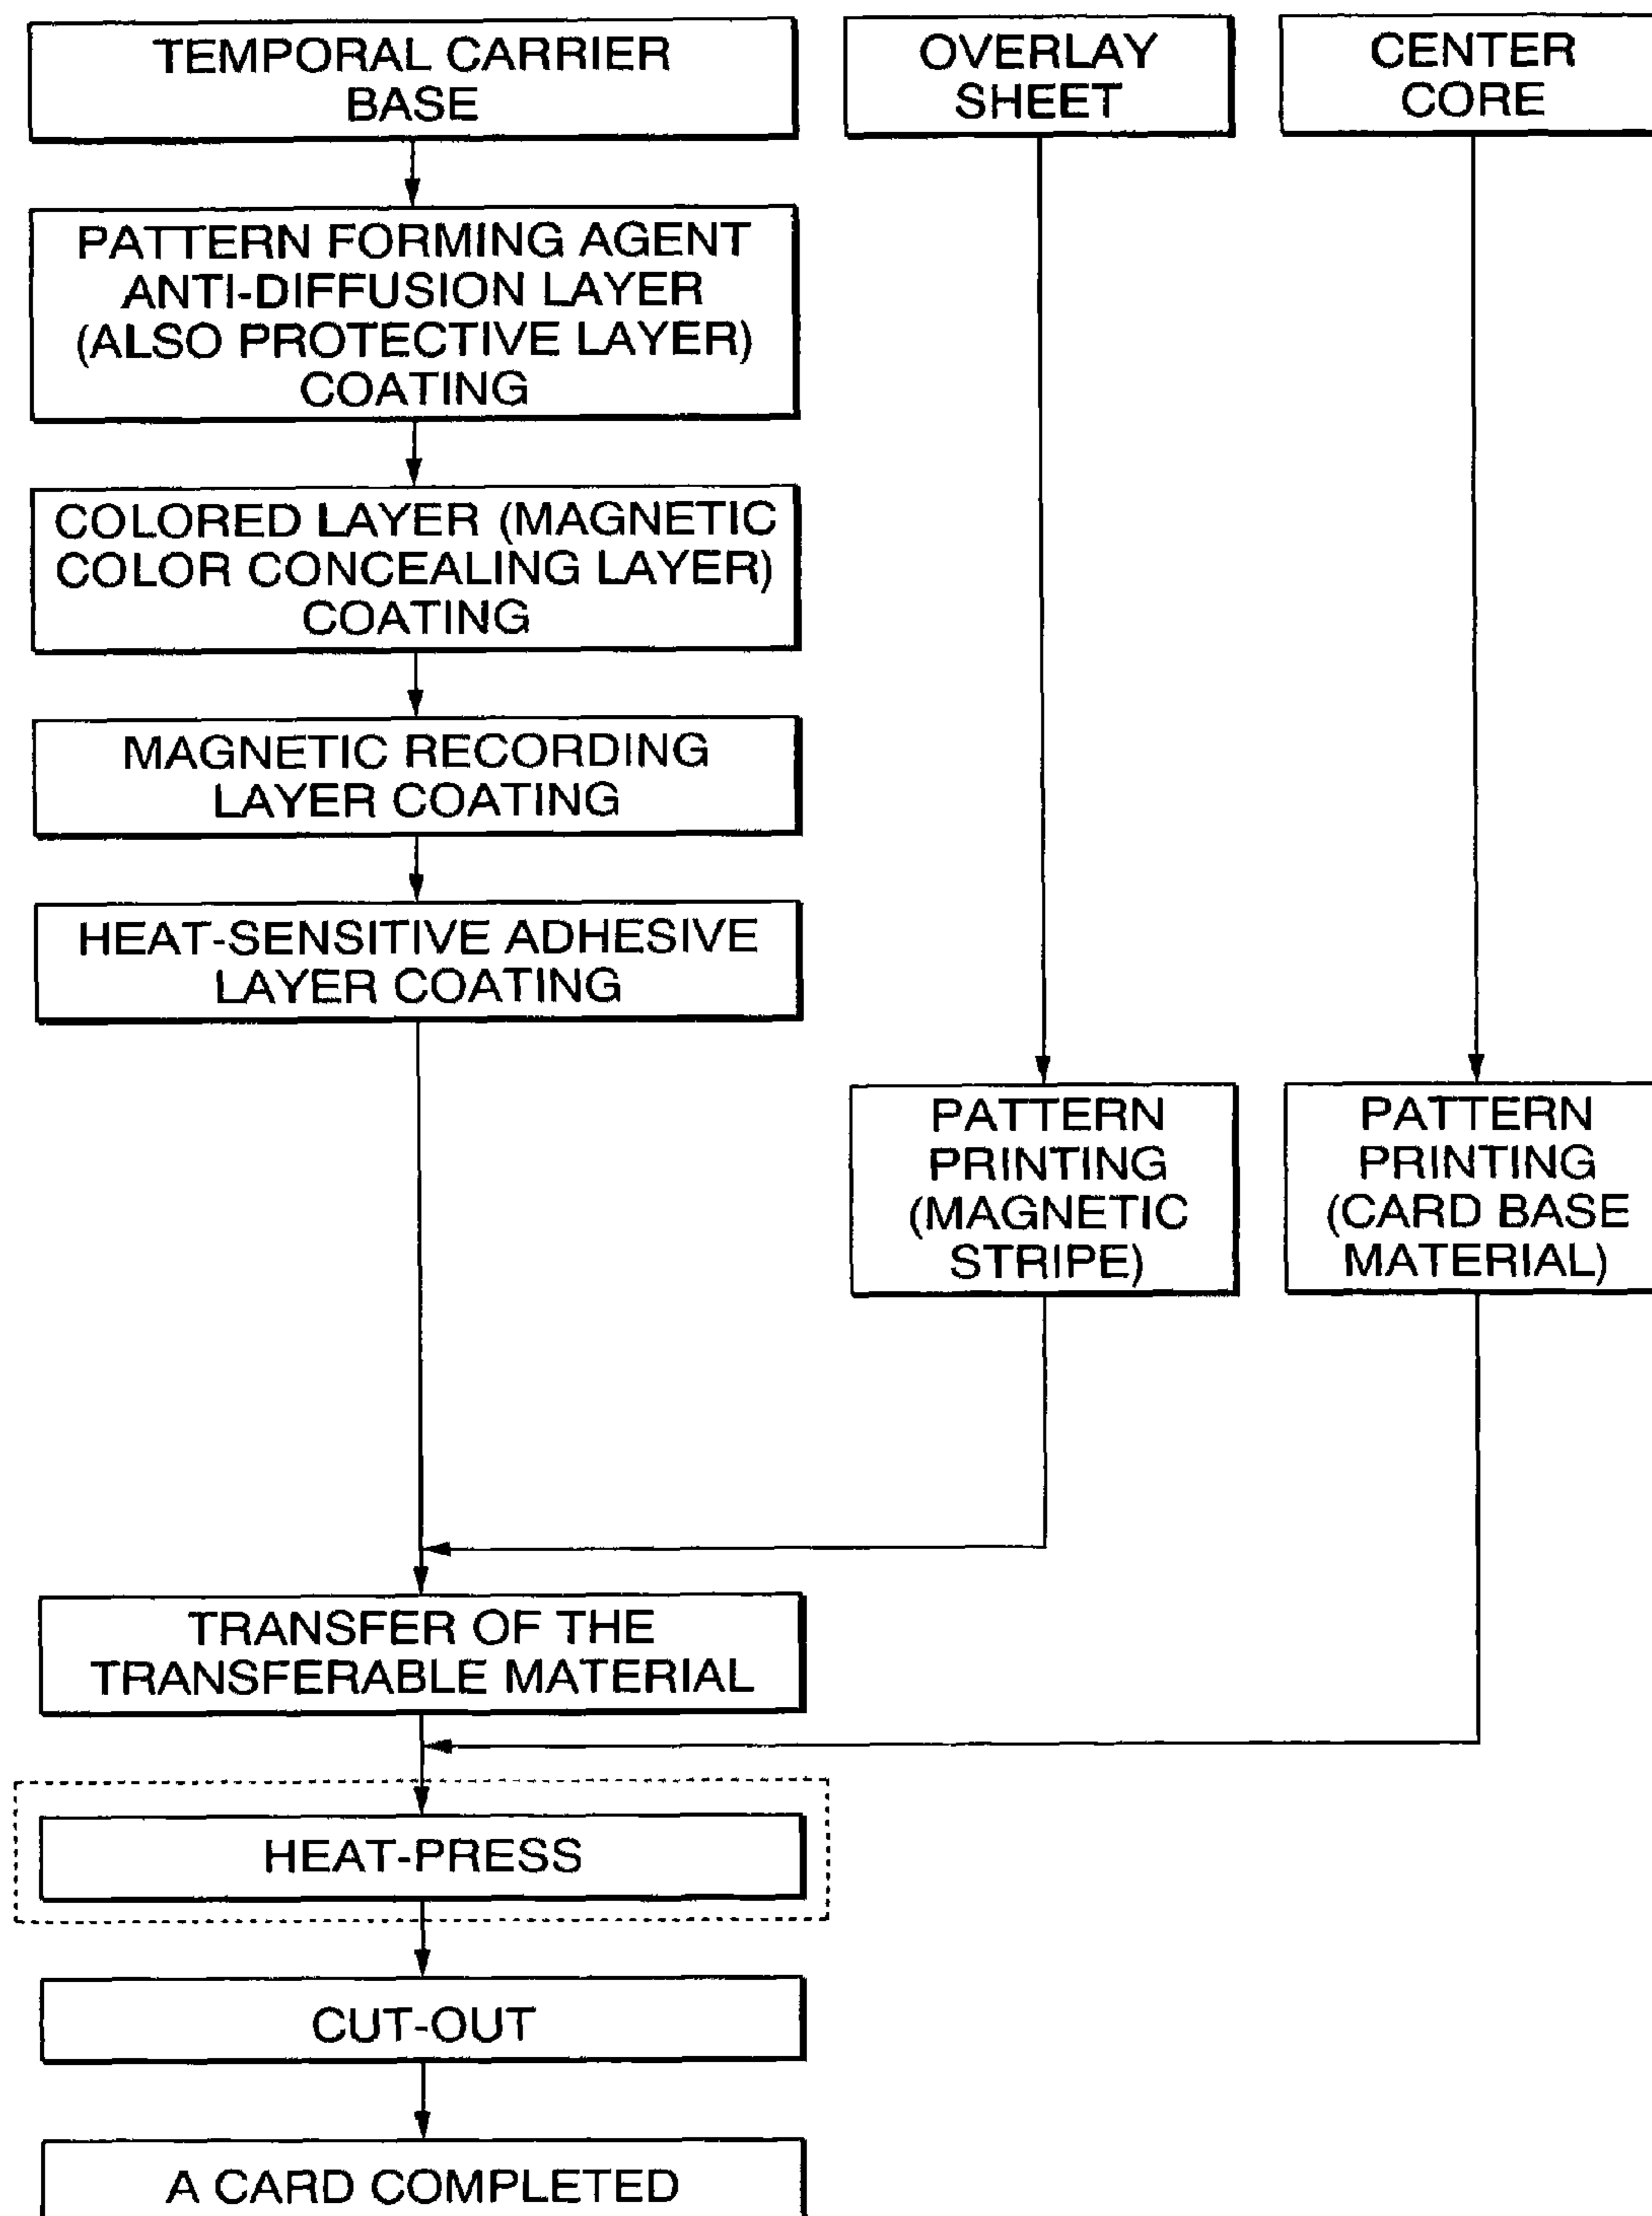 TEMPORAL CARRIER
BASE
OVERLAY
SHEET
CENTER
CORE
PATTERN FORMING AGENT
ANTI-DIFFUSION LAYER
(ALSO PROTECTIVE LAYER)
COATING
COLORED LAYER (MAGNETIC
COLOR CONCEALING LAYER)
COATING
MAGNETIC RECORDING
LAYER COATING
HEAT-SENSITIVE ADHESIVE
LAYER COATING
PATTERN
PRINTING
(MAGNETIC
STRIPE)
PATTERN
PRINTING
(CARD BASE
MATERIAL)
TRANSFER OF THE
TRANSFERABLE MATERIAL
HEAT-PRESS
CUT-OUT
A CARD COMPLETED